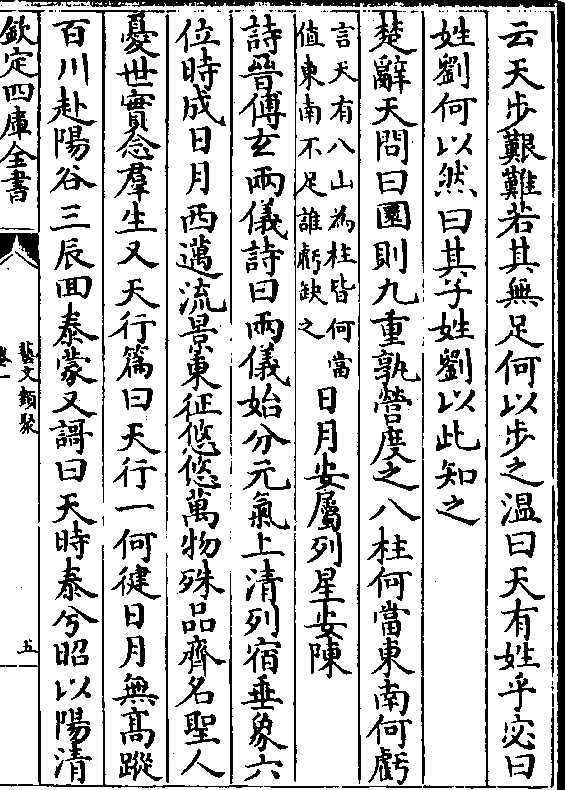 云天步艱難若其無足何以步之溫曰天有姓乎宓曰
姓劉何以然曰其子姓劉以此知之
楚辭天問曰圜則九重孰營度之八柱何當東南何虧
言天有八山為柱皆何當
值東南不足誰虧缺之
日月安屬列星安陳
詩晉傅玄兩儀詩曰兩儀始分元氣上清列宿垂象六
位時成日月西邁流景東征悠悠萬物殊品齊名聖人
憂世實念羣生又天行篇曰天行一何健日月無髙蹤
百川赴陽谷三辰回泰蒙又謌曰天時泰兮昭以陽清
欽定四庫全書
藝文類聚
卷一
五